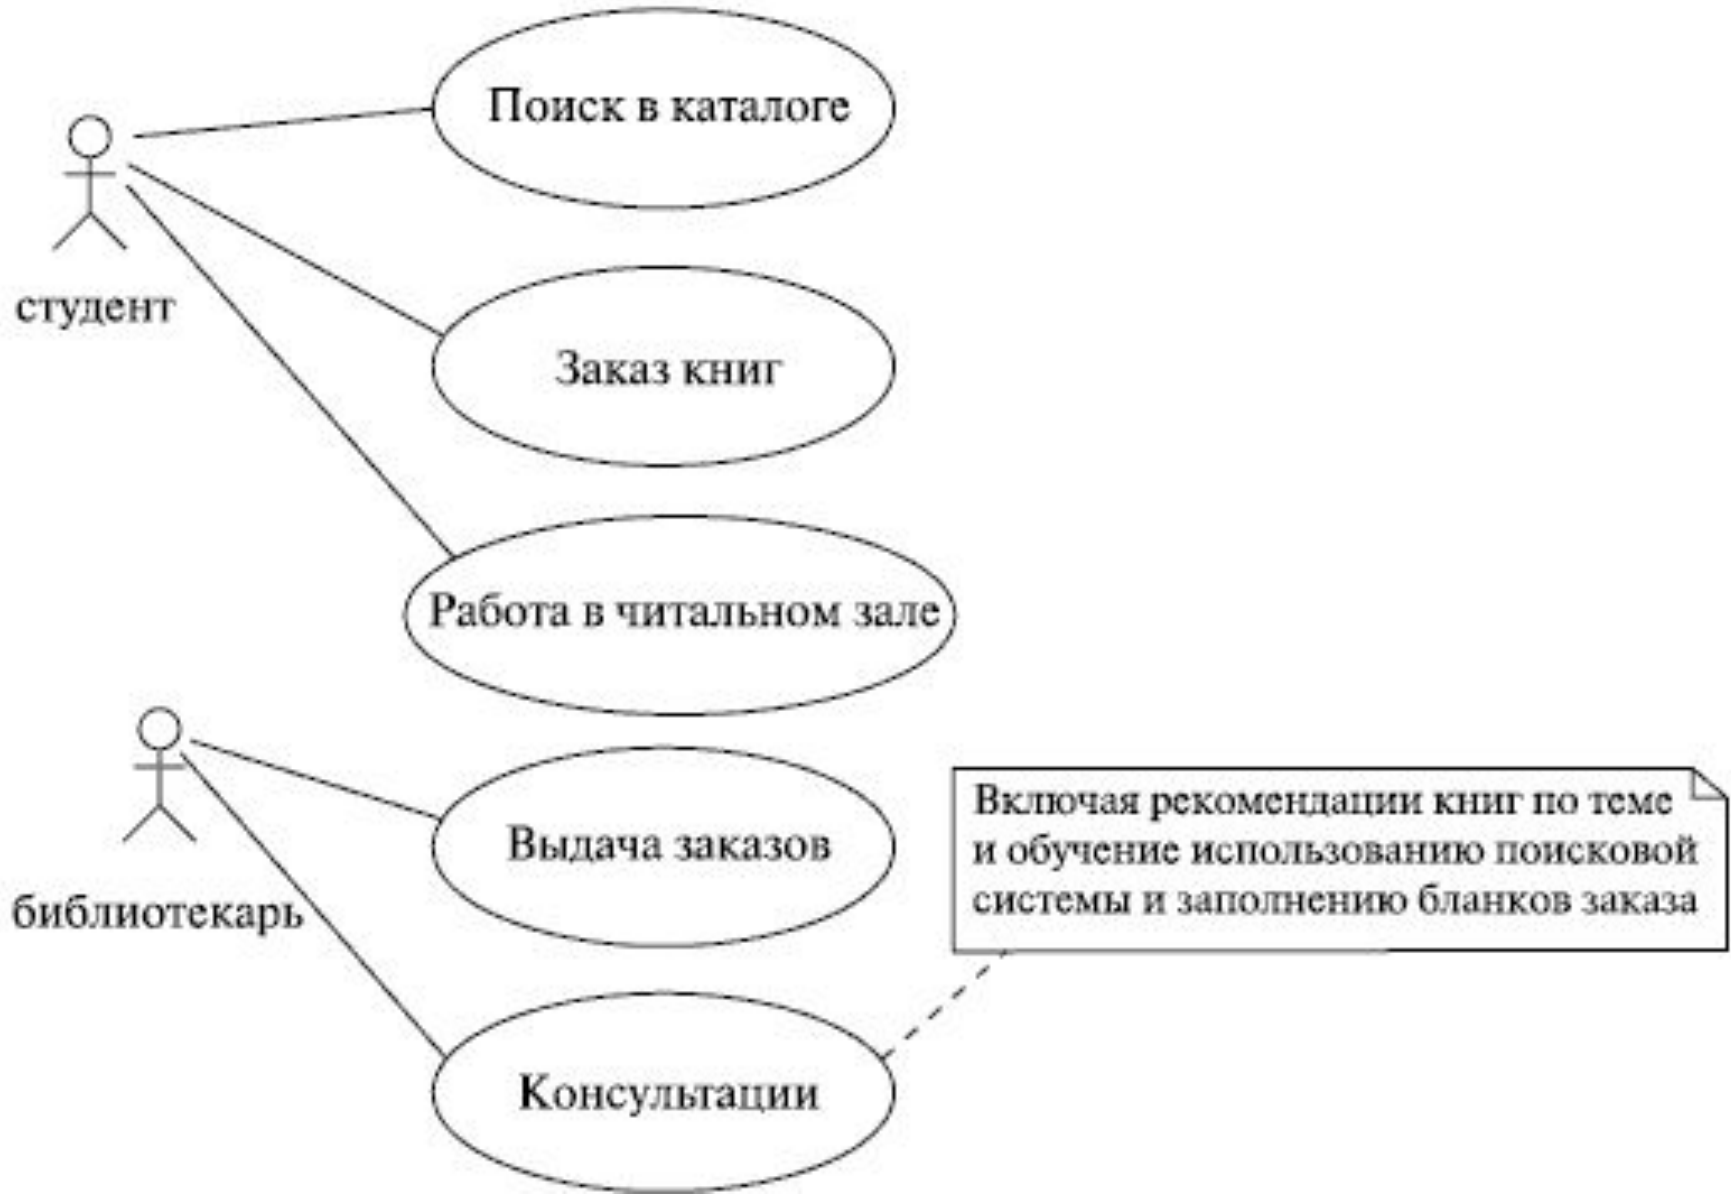 Поиск в каталоге
студент
Заказ книг
Работа в читальном зале
Выдача заказов
библиотекарь
Включая рекомендации книг по теме
и обучение использованию поисковой
системы и заполнению бланков заказа
Консультации